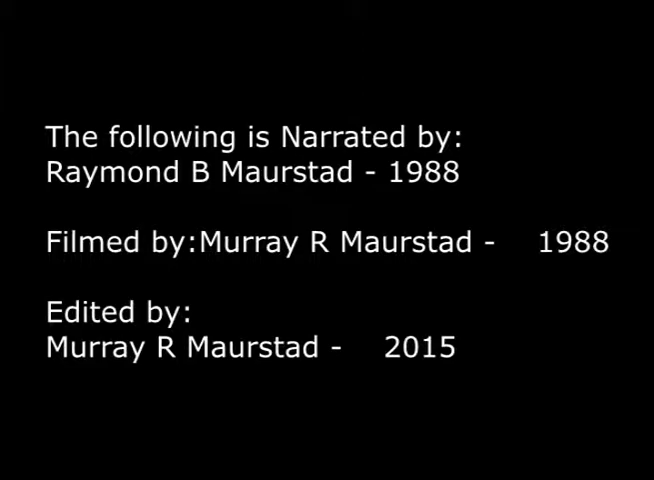 The following is Narrated by:
Raymond B Maurstad - 1988
Filmed by:Murray R Maurstad -    1988
Edited by:
Murray R Maurstad -    2015